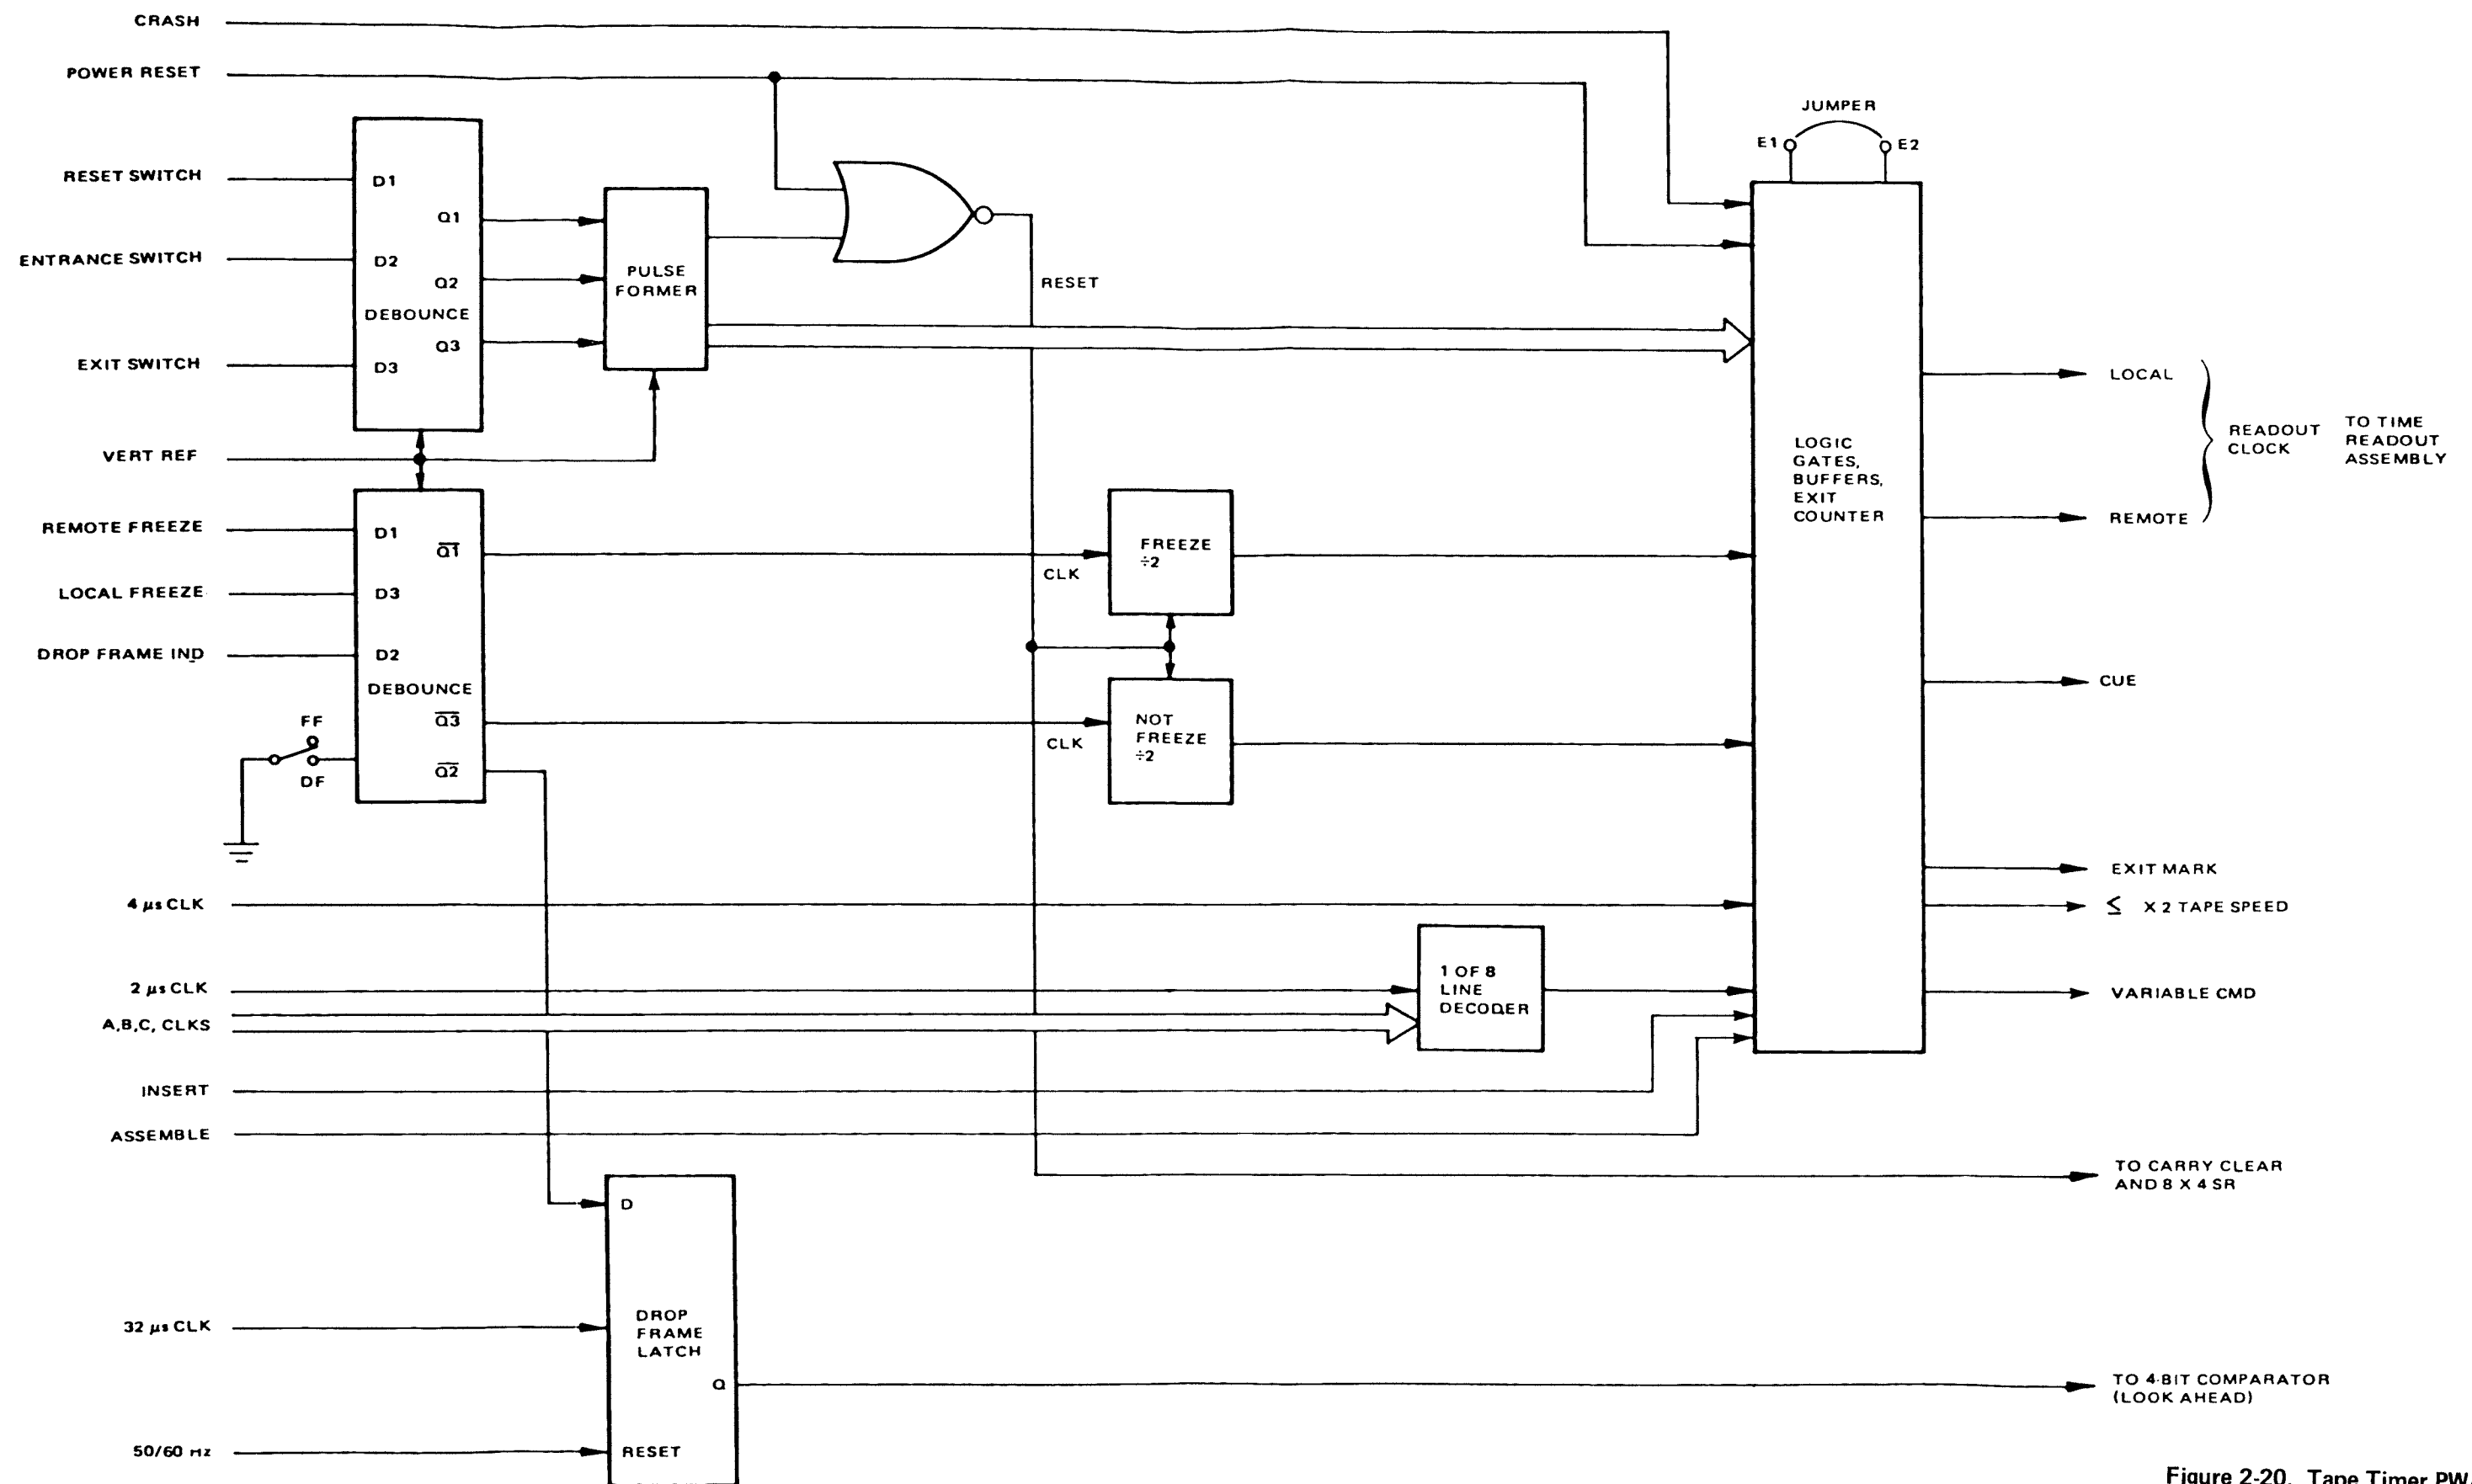 CRASH
POWER RESET
JUMPER
E1
E2
RESET SWITCH
D1
Q1
ENTRANCE SWITCH
D2
Q2
DEBOUNCE
Q3
EXIT SWITCH
D3
PULSE
FORMER
RESET
VERT REF
LOGIC
GATES,
BUFFERS,
EXIT
COUNTER
LOCAL
READOUT
CLOCK
TO TIME
READOUT
ASSEMBLY
REMOTE
REMOTE FREEZE
D1
Q1
LOCAL FREEZE
D3
DROP FRAME IND
D2
DEBOUNCE
Q3
Q2
FF
DF
CLK
FREEZE
÷2
CLK
NOT
FREEZE
÷2
CUE
EXIT MARK
≤ X 2 TAPE SPEED
VARIABLE CMD
4 µs CLK
2 µs CLK
A,B,C, CLKS
1 OF 8
LINE
DECODER
INSERT
ASSEMBLE
TO CARRY CLEAR
AND 8 X 4 SR
D
32 µs CLK
DROP
FRAME
LATCH
Q
TO 4-BIT COMPARATOR
(LOOK AHEAD)
50/60 Hz
RESET
Figure 2-20. Tape Timer